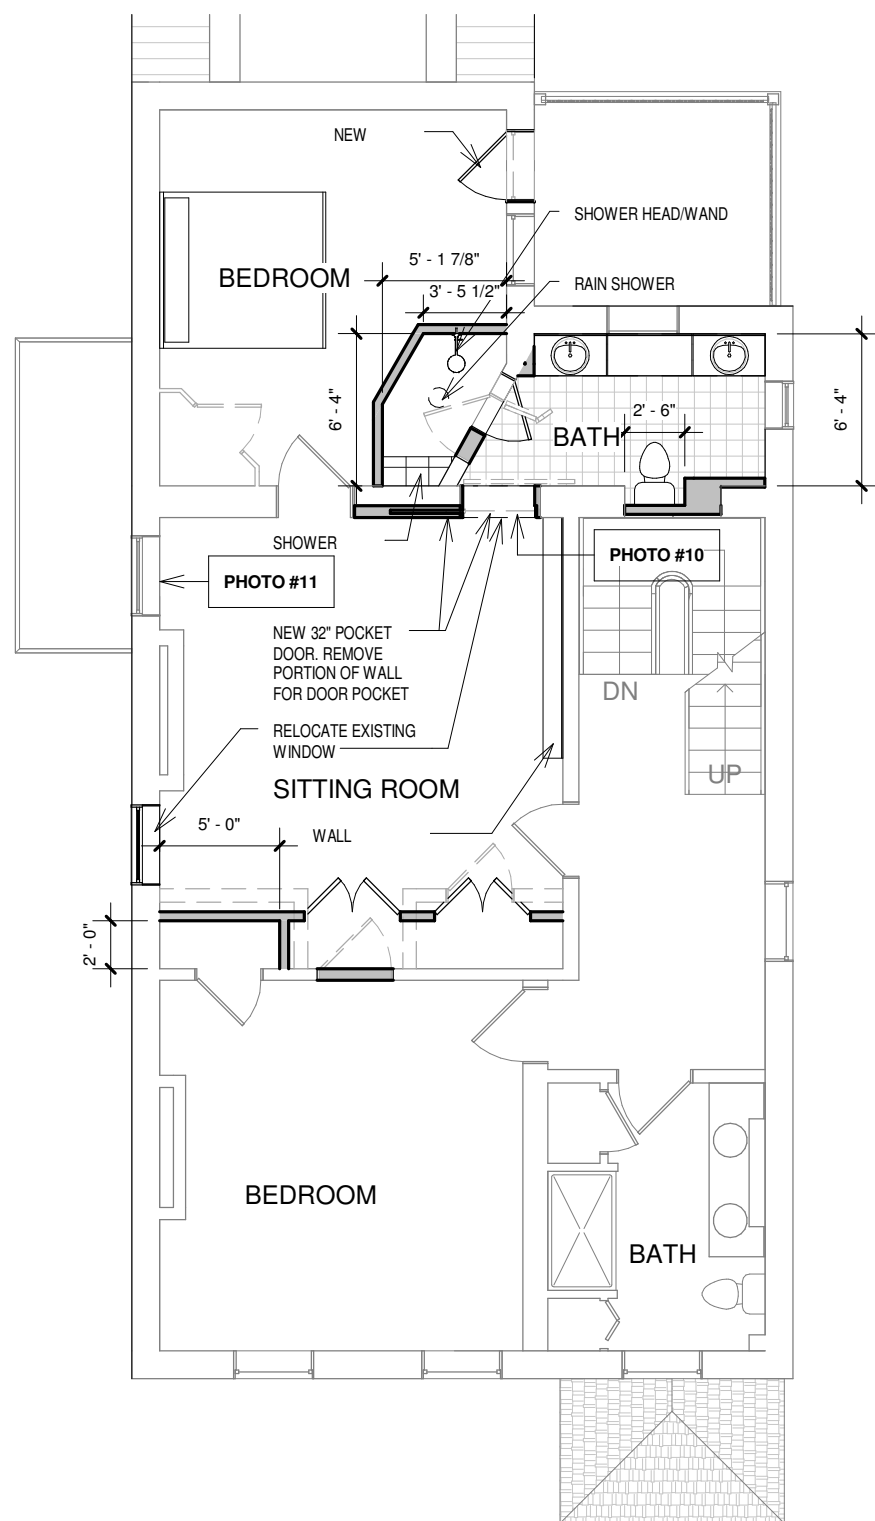 NEW
SHOWER HEAD/WAND
5' - 1 7/8"
BEDROOM
RAIN SHOWER
3' - 5 1/2"
6' - 4"
2' - 6"
6' - 4"
BATH
SHOWER
PHOTO #10
PHOTO #11
NEW 32" POCKET
DOOR. REMOVE
PORTION OF WALL
FOR DOOR POCKET
DN
RELOCATE EXISTING
WINDOW
UP
SITTING ROOM
5' - 0"
WALL
2' - 0"
BEDROOM
BATH